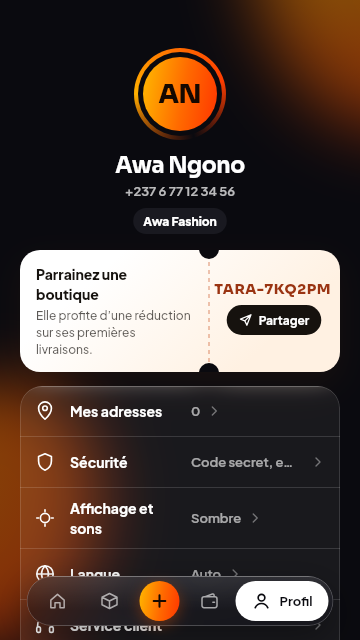 AN
Awa Ngono
+237 6 77 12 34 56
Awa Fashion
Parrainez une
boutique
Elle profite d'une réduction
sur ses premières
livraisons.
TARA-7KQ2PM
Partager
Mes adresses
0
Sécurité
Code secret, e...
Affichage et
sons
Sombre
Langue
Auto
Profil
Service client